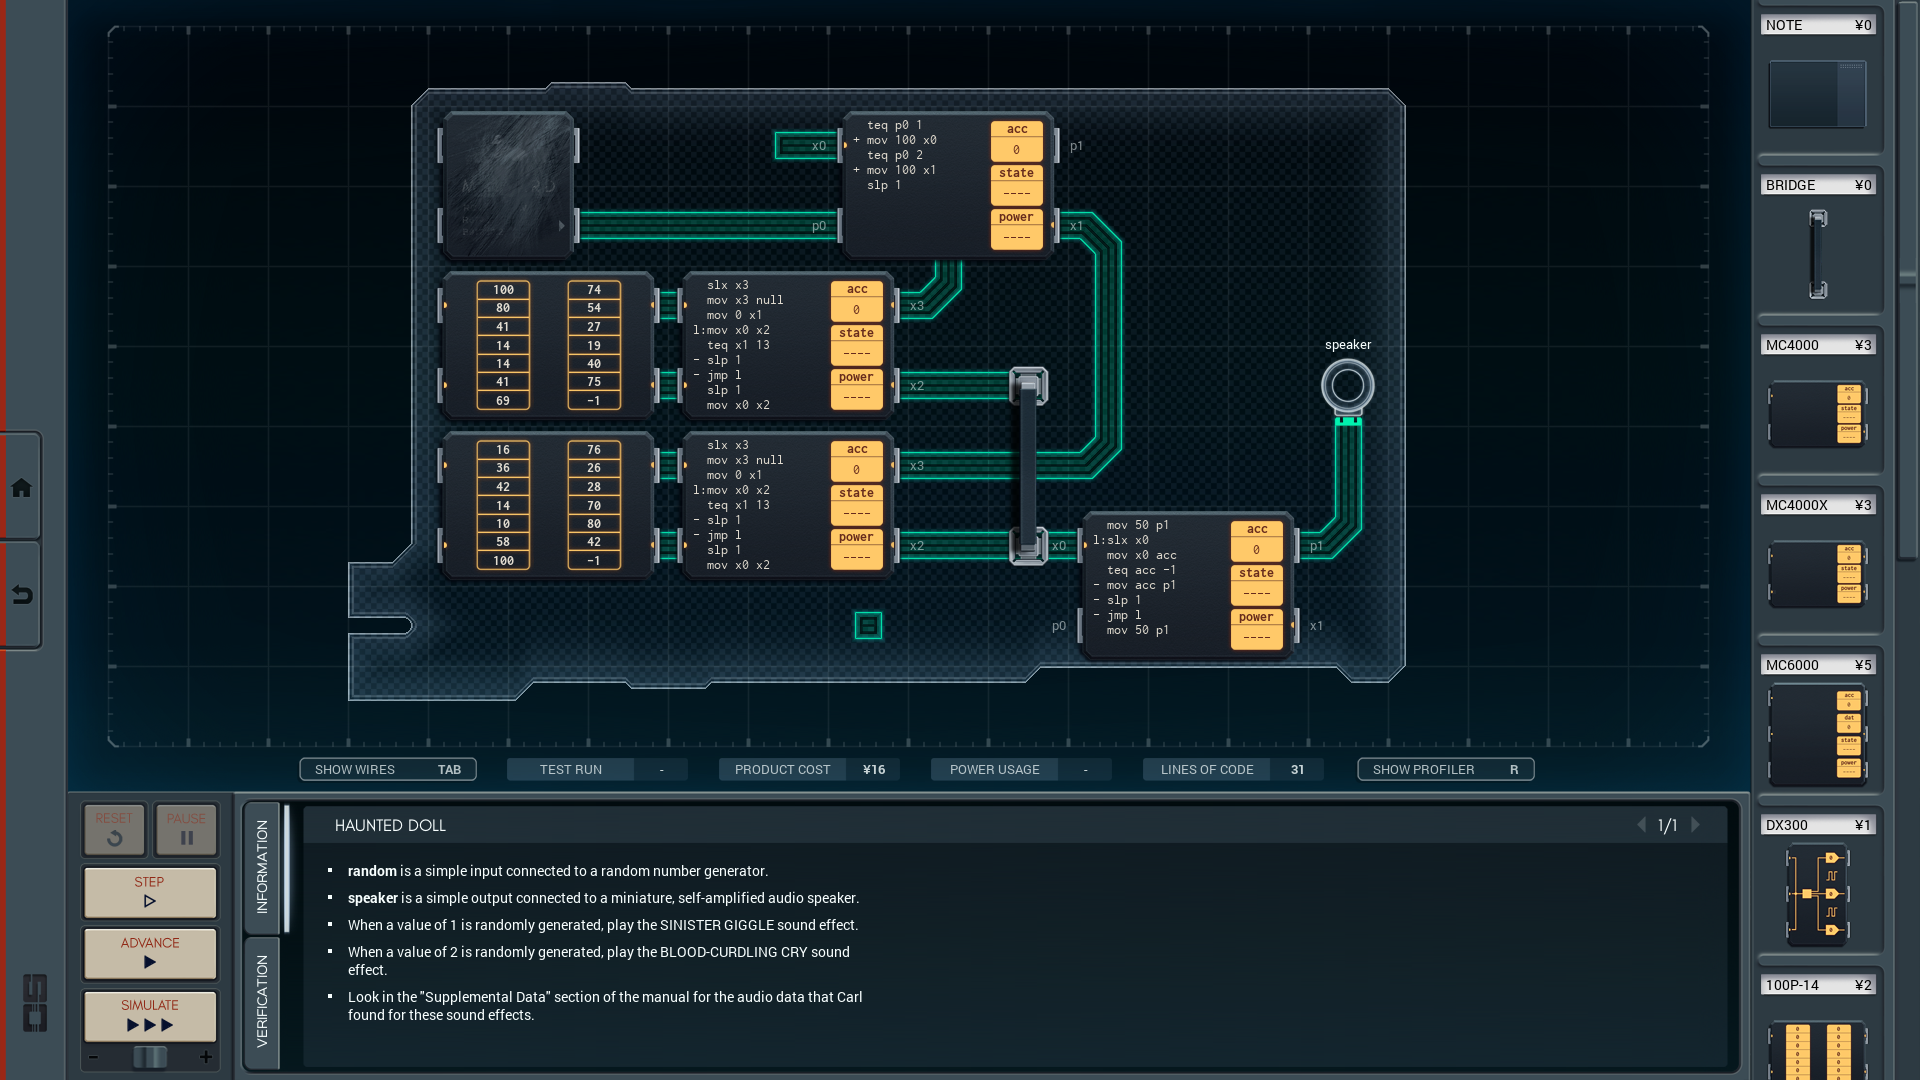 NOTE ¥0
BRIDGE ¥0
MC4000 ¥3
MC4000X ¥3
MC6000 ¥5
DX300 ¥1
100P-14 ¥2
x0
p0
p1
x1
teq p0 1
+ mov 100 x0
teq p0 2
+ mov 100 x1
slp 1
acc
0
state
----
power
----
100 74
80 54
41 27
14 19
14 40
41 75
69 -1
slx x3
mov x3 null
mov 0 x1
l:mov x0 x2
teq x1 13
- slp 1
- jmp l
slp 1
mov x0 x2
acc
0
state
----
power
----
x3
x2
16 76
36 26
42 28
14 70
10 80
58 42
100 -1
slx x3
mov x3 null
mov 0 x1
l:mov x0 x2
teq x1 13
- slp 1
- jmp l
slp 1
mov x0 x2
acc
0
state
----
power
----
x3
x2
speaker
x0
p0
mov 50 p1
l:slx x0
mov x0 acc
teq acc -1
- mov acc p1
- slp 1
- jmp l
mov 50 p1
acc
0
state
----
power
----
p1
x1
SHOW WIRES TAB
TEST RUN -
PRODUCT COST ¥16
POWER USAGE -
LINES OF CODE 31
SHOW PROFILER R
RESET
PAUSE
STEP
ADVANCE
SIMULATE
- +
INFORMATION
VERIFICATION
HAUNTED DOLL
1/1
▪ random is a simple input connected to a random number generator.
▪ speaker is a simple output connected to a miniature, self-amplified audio speaker.
▪ When a value of 1 is randomly generated, play the SINISTER GIGGLE sound effect.
▪ When a value of 2 is randomly generated, play the BLOOD-CURDLING CRY sound
effect.
▪ Look in the "Supplemental Data" section of the manual for the audio data that Carl
found for these sound effects.